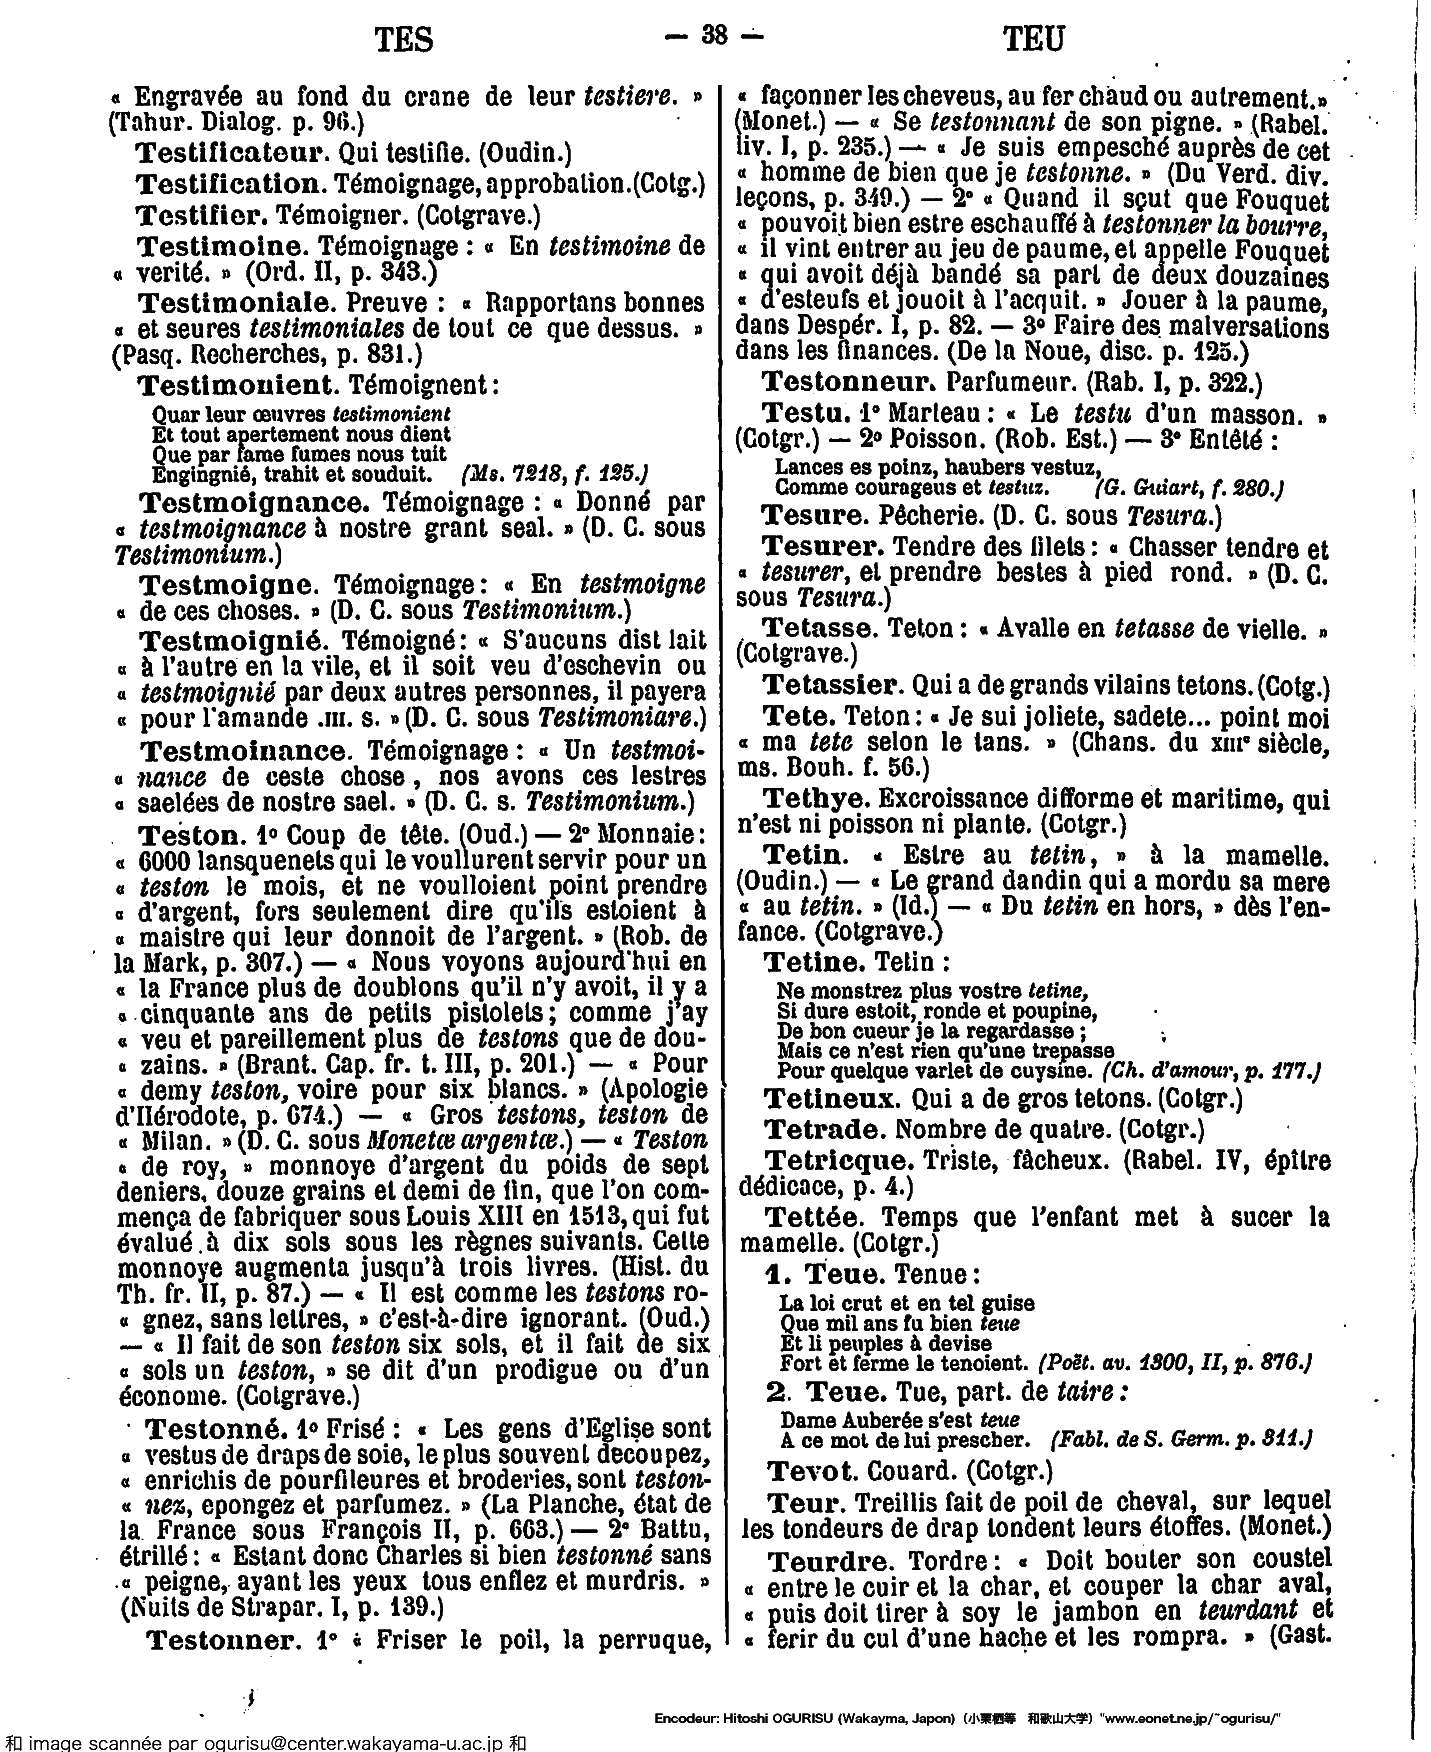 TES
— 38 —
TEU
« Engravée au fond du crane de leur testiere. »
(Tahur. Dialog. p. 96.)
Testificateur. Qui testifie. (Oudin.)
Testification. Témoignage, approbation. (Cotg.)
Testifier. Témoigner. (Cotgrave.)
Testimoine. Témoignage : « En testimoine de
« verité. » (Ord. II, p. 343.)
Testimoniale. Preuve : « Rapportans bonnes
« et seures testimoniales de tout ce que dessus. »
(Pasq. Recherches, p. 831.)
Testimonient. Témoignent :
Quar leur œuvres testimonient
Et tout apertement nous dient
Que par fame fumes nous tuit
Engingnié, trahit et souduit. (Ms. 7218, f. 125.)
Testmoignance. Témoignage : « Donné par
« testmoignance à nostre grant seal. » (D. C. sous
Testimonium.)
Testmoigne. Témoignage : « En testmoigne
« de ces choses. » (D. C. sous Testimonium.)
Testmoignié. Témoigné : « S'aucuns dist lait
« à l'autre en la vile, et il soit veu d'eschevin ou
« testmoignié par deux autres personnes, il payera
« pour l'amande .III. s. » (D. C. sous Testimoniare.)
Testmoinance. Témoignage : « Un testmoi-
« nance de ceste chose, nos avons ces lestres
« saelées de nostre sael. » (D. C. s. Testimonium.)
Teston. 1º Coup de tête. (Oud.) — 2º Monnaie :
« 6000 lansquenets qui le voullurent servir pour un
« teston le mois, et ne voulloient point prendre
« d'argent, fors seulement dire qu'ils estoient à
« maistre qui leur donnoit de l'argent. » (Rob. de
la Mark, p. 307.) — « Nous voyons aujourd'hui en
« la France plus de doublons qu'il n'y avoit, il y a
« cinquante ans de petits pistolets ; comme j'ay
« veu et pareillement plus de testons que de dou-
« zains. » (Brant. Cap. fr. t. III, p. 201.) — « Pour
« demy teston, voire pour six blancs. » (Apologie
d'Hérodote, p. 674.) — « Gros testons, teston de
« Milan. » (D. C. sous Monetæ argentæ.) — « Teston
« de roy, » monnoye d'argent du poids de sept
deniers, douze grains et demi de fin, que l'on com-
mença de fabriquer sous Louis XIII en 1513, qui fut
évalué à dix sols sous les règnes suivants. Cette
monnoye augmenta jusqu'à trois livres. (Hist. du
Th. fr. II, p. 87.) — « Il est comme les testons ro-
« gnez, sans lettres, » c'est-à-dire ignorant. (Oud.)
— « Il fait de son teston six sols, et il fait de six
« sols un teston, » se dit d'un prodigue ou d'un
économe. (Cotgrave.)
Testonné. 1º Frisé : « Les gens d'Eglise sont
« vestus de draps de soie, le plus souvent decoupez,
« enrichis de pourfileures et broderies, sont teston-
« nez, epongez et parfumez. » (La Planche, état de
la France sous François II, p. 663.) — 2º Battu,
étrillé : « Estant donc Charles si bien testonné sans
« peigne, ayant les yeux tous enflez et murdris. »
(Nuits de Strapar. I, p. 139.)
Testonner. 1º « Friser le poil, la perruque,
« façonner les cheveus, au fer chaud ou autrement. »
(Monet.) — « Se testonnant de son pigne. » (Rabel.
liv. I, p. 235.) — « Je suis empesché auprès de cet
« homme de bien que je testonne. » (Du Verd. div.
leçons, p. 349.) — 2º « Quand il sçut que Fouquet
« pouvoit bien estre eschauffé à testonner la bourre,
« il vint entrer au jeu de paume, et appelle Fouquet
« qui avoit déjà bandé sa part de deux douzaines
« d'esteufs et jouoit à l'acquit. » Jouer à la paume,
dans Despér. I, p. 82. — 3º Faire des malversations
dans les finances. (De la Noue, disc. p. 125.)
Testonneur. Parfumeur. (Rab. I, p. 322.)
Testu. 1º Marteau : « Le testu d'un masson. »
(Cotgr.) — 2º Poisson. (Rob. Est.) — 3º Entêté :
Lances es poinz, haubers vestuz,
Comme courageus et testuz. (G. Guiart, f. 280.)
Tesure. Pêcherie. (D. C. sous Tesura.)
Tesurer. Tendre des filets : « Chasser tendre et
« tesurer, et prendre bestes à pied rond. » (D. C.
sous Tesura.)
Tetasse. Teton : « Avalle en tetasse de vielle. »
(Cotgrave.)
Tetassier. Qui a de grands vilains tetons. (Cotg.)
Tete. Teton : « Je sui joliete, sadete... point moi
« ma tete selon le tans. » (Chans. du XIIIe siècle,
ms. Bouh. f. 56.)
Tethye. Excroissance difforme et maritime, qui
n'est ni poisson ni plante. (Cotgr.)
Tetin. « Estre au tetin, » à la mamelle.
(Oudin.) — « Le grand dandin qui a mordu sa mere
« au tetin. » (Id.) — « Du tetin en hors, » dès l'en-
fance. (Cotgrave.)
Tetine. Tetin :
Ne monstrez plus vostre tetine,
Si dure estoit, ronde et poupine,
De bon cueur je la regardasse ;
Mais ce n'est rien qu'une trepasse
Pour quelque varlet de cuysine. (Ch. d'amour, p. 177.)
Tetineux. Qui a de gros tetons. (Cotgr.)
Tetrade. Nombre de quatre. (Cotgr.)
Tetricque. Triste, fâcheux. (Rabel. IV, épître
dédicace, p. 4.)
Tettée. Temps que l'enfant met à sucer la
mamelle. (Cotgr.)
1. Teue. Tenue :
La loi crut et en tel guise
Que mil ans fu bien teue
Et li peuples à devise
Fort et ferme le tenoient. (Poët. av. 1300, II, p. 876.)
2. Teue. Tue, part. de taire :
Dame Auberée s'est teue
A ce mot de lui prescher. (Fabl. de S. Germ. p. 311.)
Tevot. Couard. (Cotgr.)
Teur. Treillis fait de poil de cheval, sur lequel
les tondeurs de drap tondent leurs étoffes. (Monet.)
Teurdre. Tordre : « Doit bouter son coustel
« entre le cuir et la char, et couper la char aval,
« puis doit tirer à soy le jambon en teurdant et
« ferir du cul d'une hache et les rompra. » (Gast.
Encodeur: Hitoshi OGURISU (Wakayma, Japon) (小栗栖等 和歌山大学) "www.eonet.ne.jp/~ogurisu/"
和 image scannée par ogurisu@center.wakayama-u.ac.jp 和